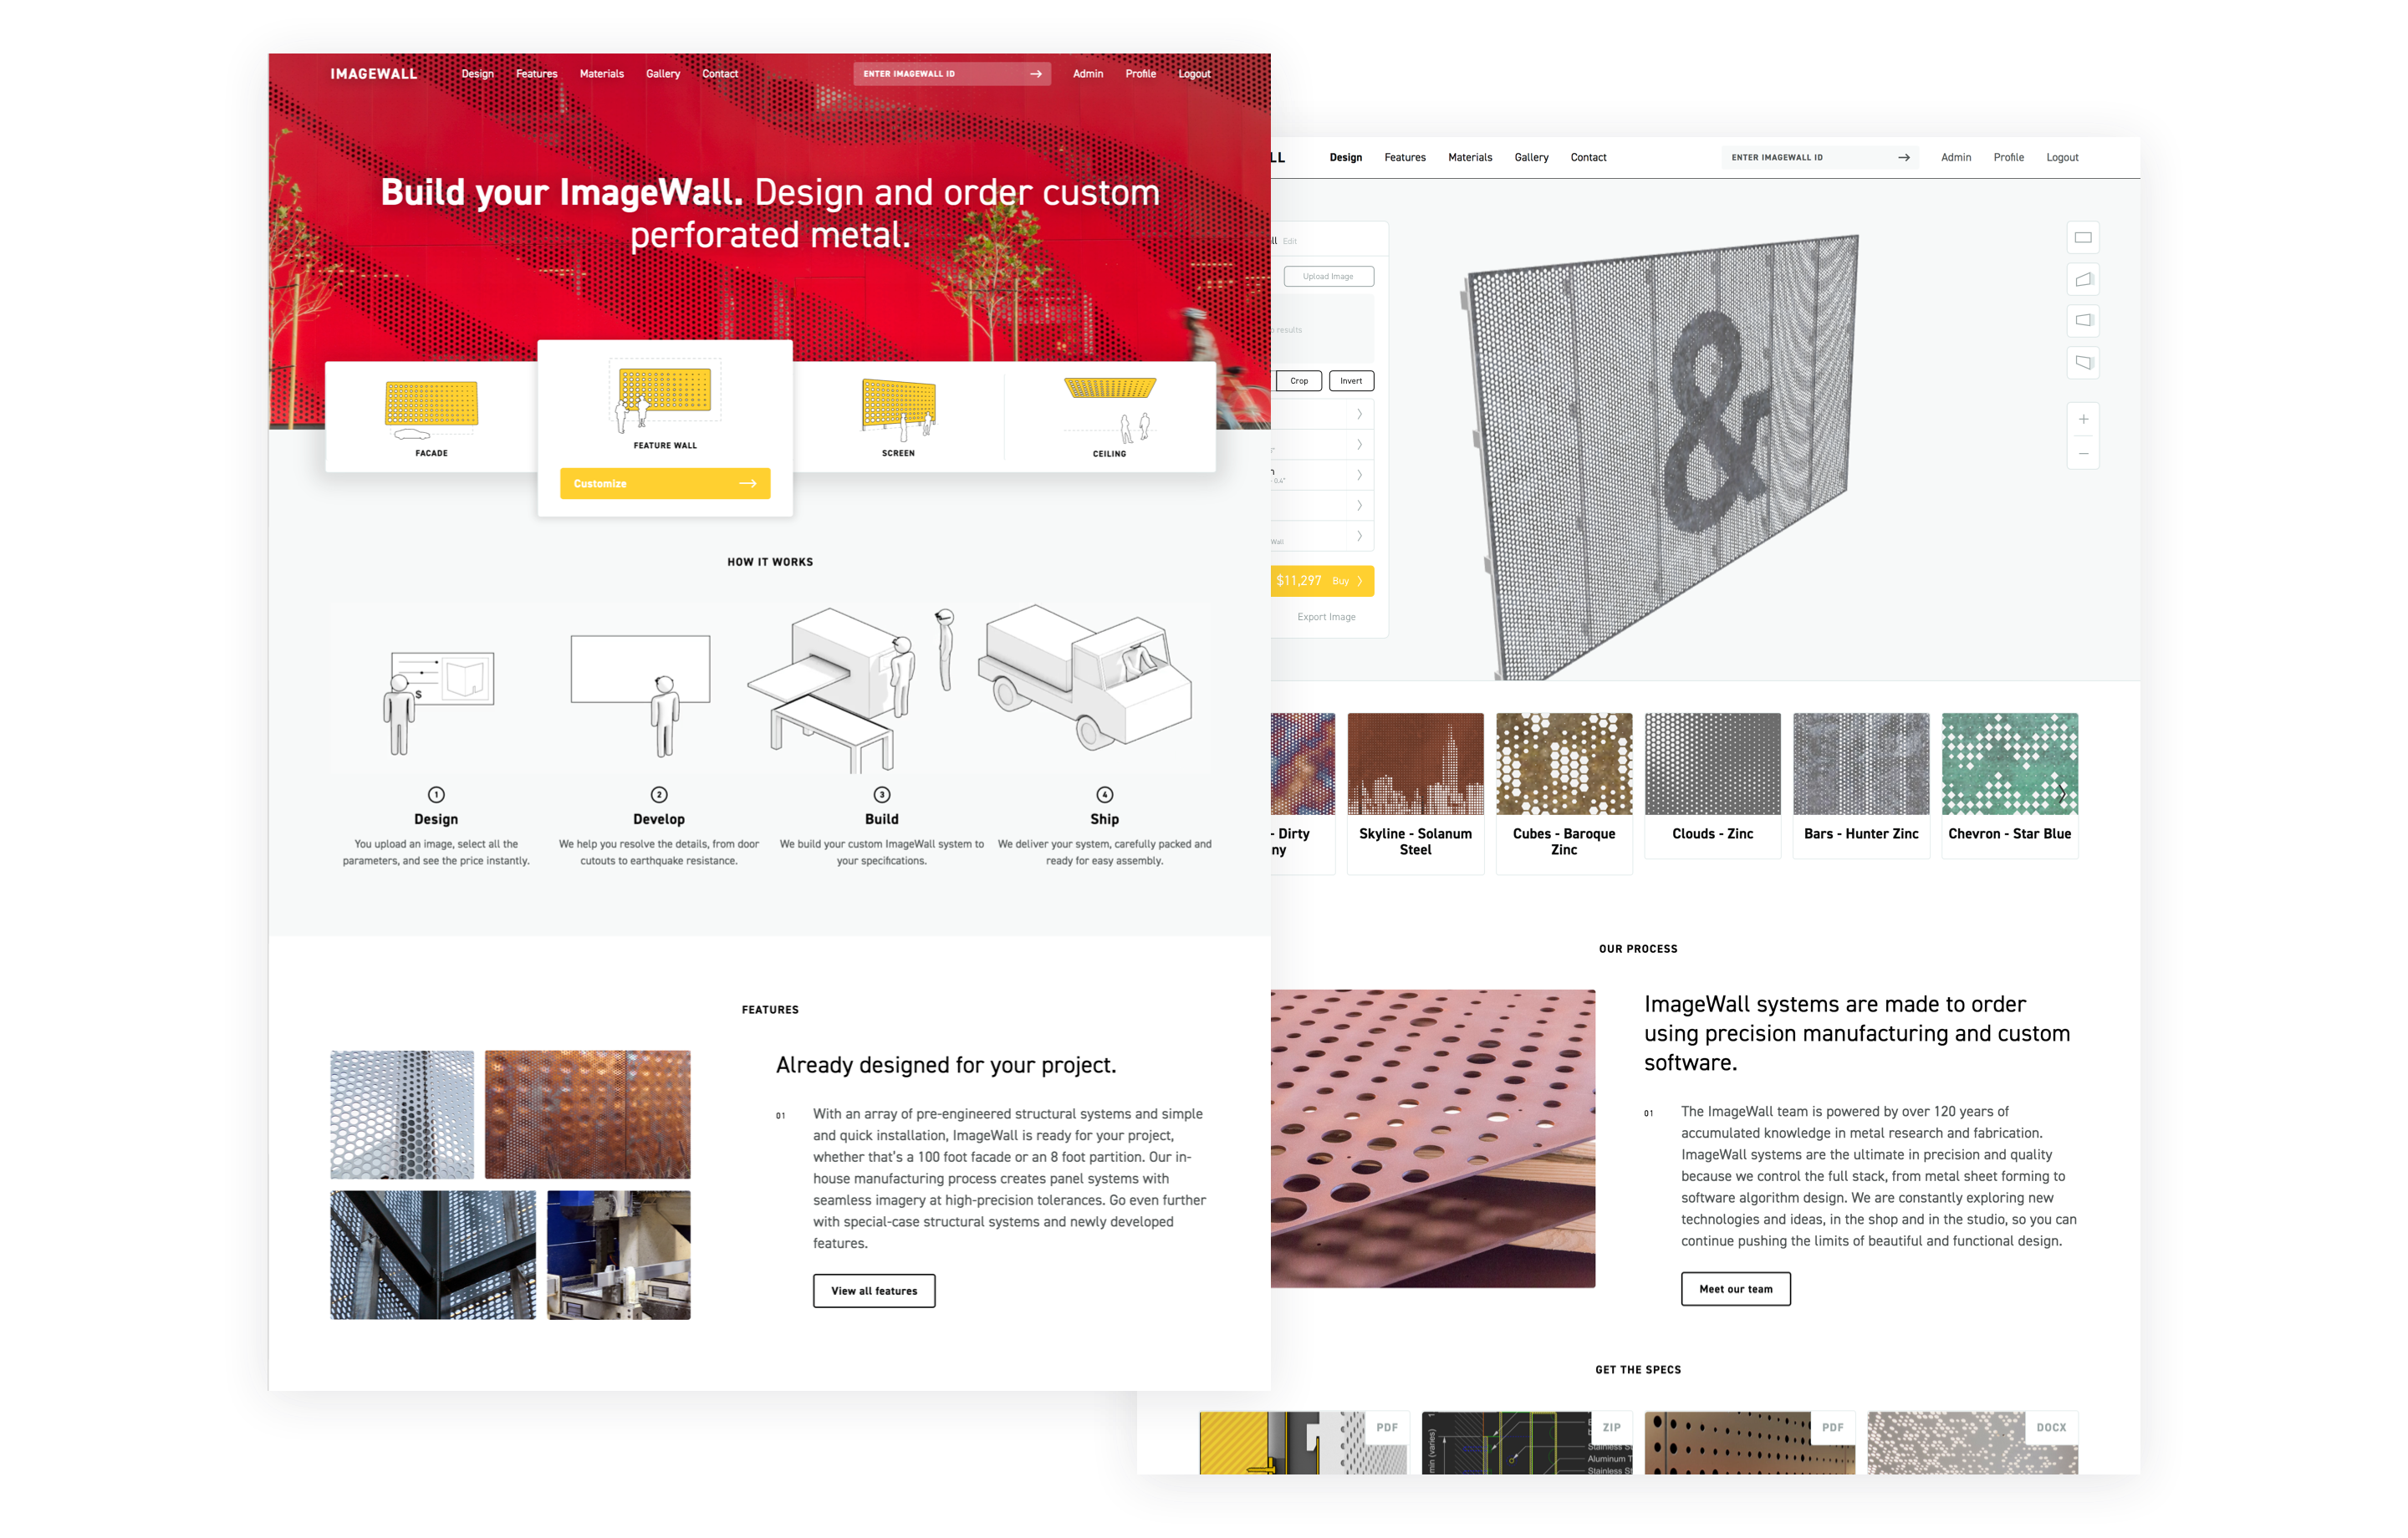 IMAGEWALL
Design Features Materials Gallery Contact
ENTER IMAGEWALL ID →
Admin Profile Logout
Build your ImageWall. Design and order custom
perforated metal.
FACADE
FEATURE WALL
Customize →
SCREEN
CEILING
HOW IT WORKS
$
1
Design
You upload an image, select all the
parameters, and see the price instantly.
2
Develop
We help you resolve the details, from door
cutouts to earthquake resistance.
3
Build
We build your custom ImageWall system to
your specifications.
4
Ship
We deliver your system, carefully packed and
ready for easy assembly.
FEATURES
Already designed for your project.
01
With an array of pre-engineered structural systems and simple
and quick installation, ImageWall is ready for your project,
whether that's a 100 foot facade or an 8 foot partition. Our in-
house manufacturing process creates panel systems with
seamless imagery at high-precision tolerances. Go even further
with special-case structural systems and newly developed
features.
View all features
LL
Design Features Materials Gallery Contact
ENTER IMAGEWALL ID →
Admin Profile Logout
ll Edit
Upload Image
results
Crop Invert
0.4"
Wall
$11,297 Buy
Export Image
&
- Dirty
ny
Skyline - Solanum
Steel
Cubes - Baroque
Zinc
Clouds - Zinc
Bars - Hunter Zinc
Chevron - Star Blue
OUR PROCESS
ImageWall systems are made to order
using precision manufacturing and custom
software.
01
The ImageWall team is powered by over 120 years of
accumulated knowledge in metal research and fabrication.
ImageWall systems are the ultimate in precision and quality
because we control the full stack, from metal sheet forming to
software algorithm design. We are constantly exploring new
technologies and ideas, in the shop and in the studio, so you can
continue pushing the limits of beautiful and functional design.
Meet our team
GET THE SPECS
PDF
min (varies)
Stainless St
Aluminum T
Stainless St
ZIP
PDF
DOCX